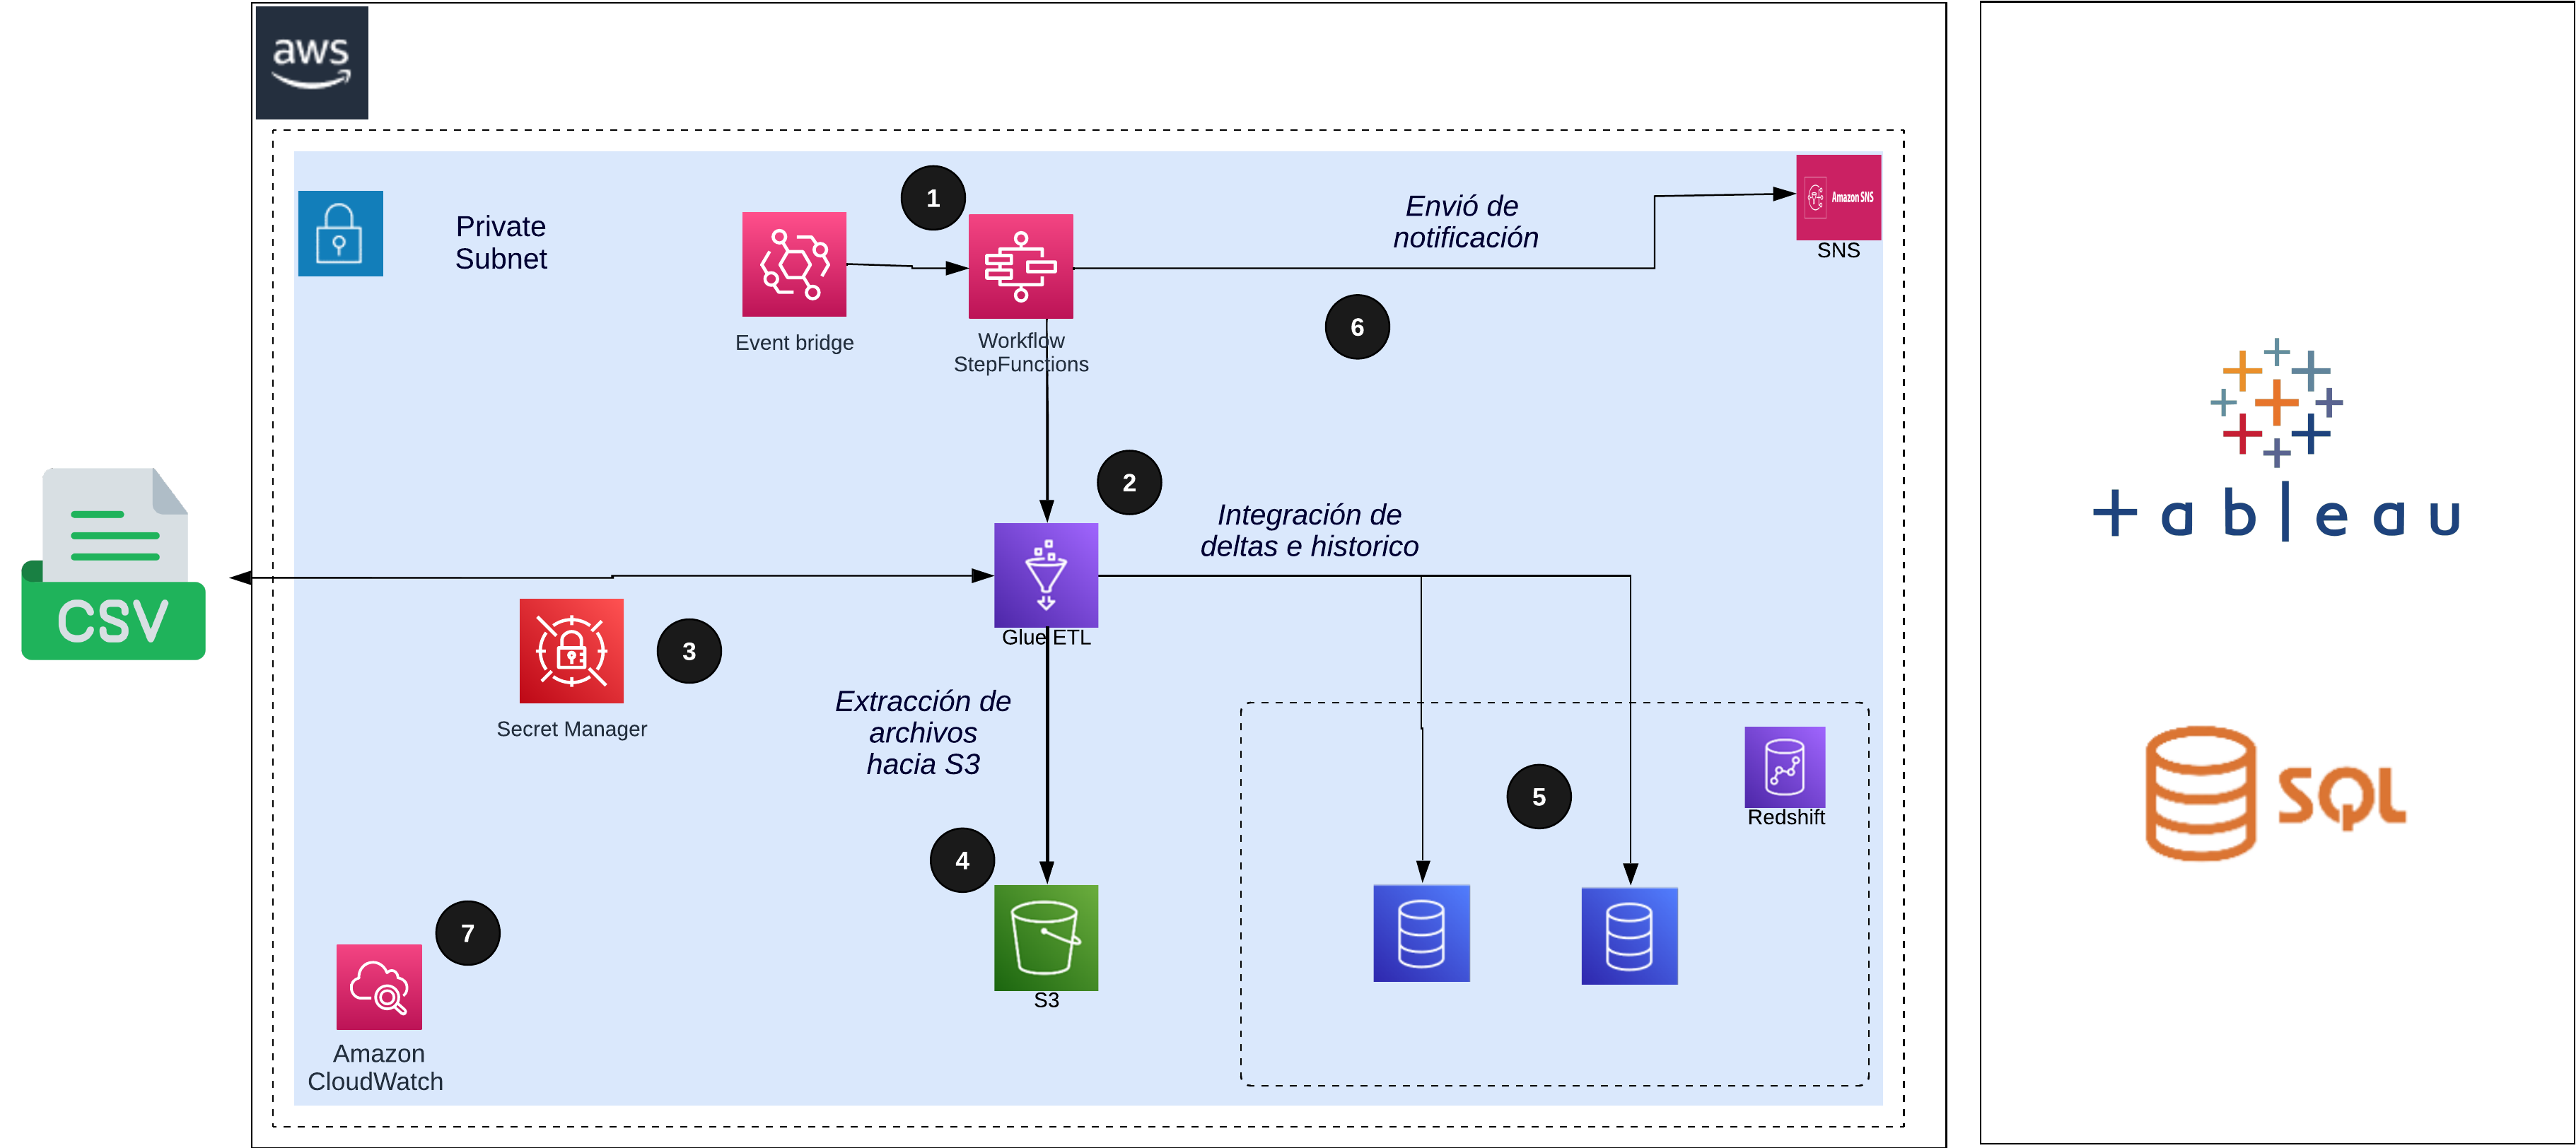 aws
Private
Subnet
1
Event bridge
Workflow
StepFunctions
Envió de
notificación
Amazon SNS
SNS
6
2
Integración de
deltas e historico
CSV
Glue ETL
Secret Manager
3
Extracción de
archivos
hacia S3
4
S3
5
Redshift
7
Amazon
CloudWatch
+ableau
SQL